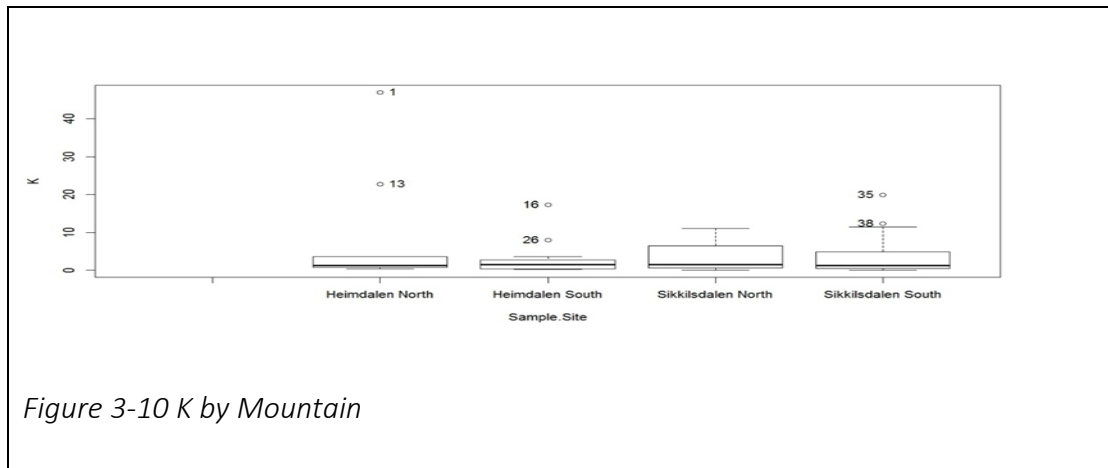 1
40
30
K
13
20
16
35
38
10
26
0
Heimdalen North Heimdalen South Sikkilsdalen North Sikkilsdalen South
Sample.Site
Figure 3-10 K by Mountain